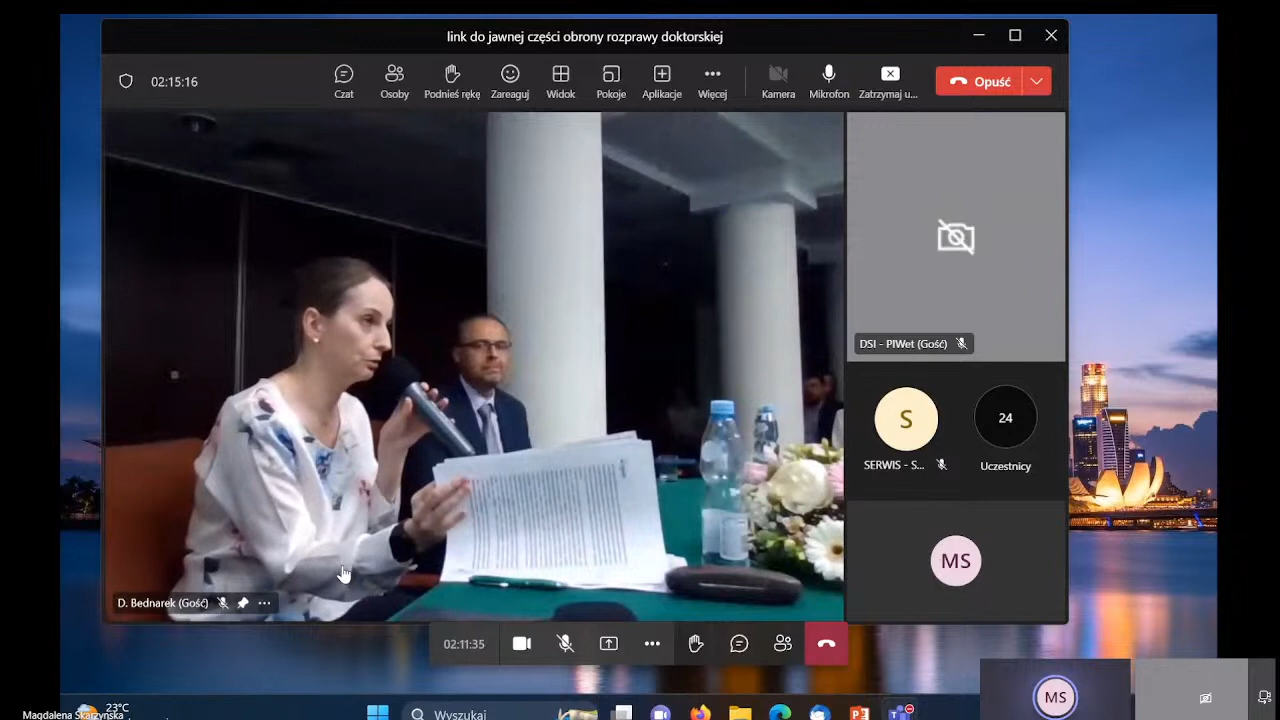 link do jawnej części obrony rozprawy doktorskiej
02:15:16
Czat
Osoby
Podnieś rękę
Zareaguj
Widok
Pokoje
Aplikacje
Więcej
Kamera
Mikrofon
Zatrzymaj u...
Opuść
DSI - PIWet (Gość)
S
24
SERWIS - S...
Uczestnicy
MS
D. Bednarek (Gość)
02:11:35
MS
23°C
Magdalena Skarzyńska
Wyszukaj